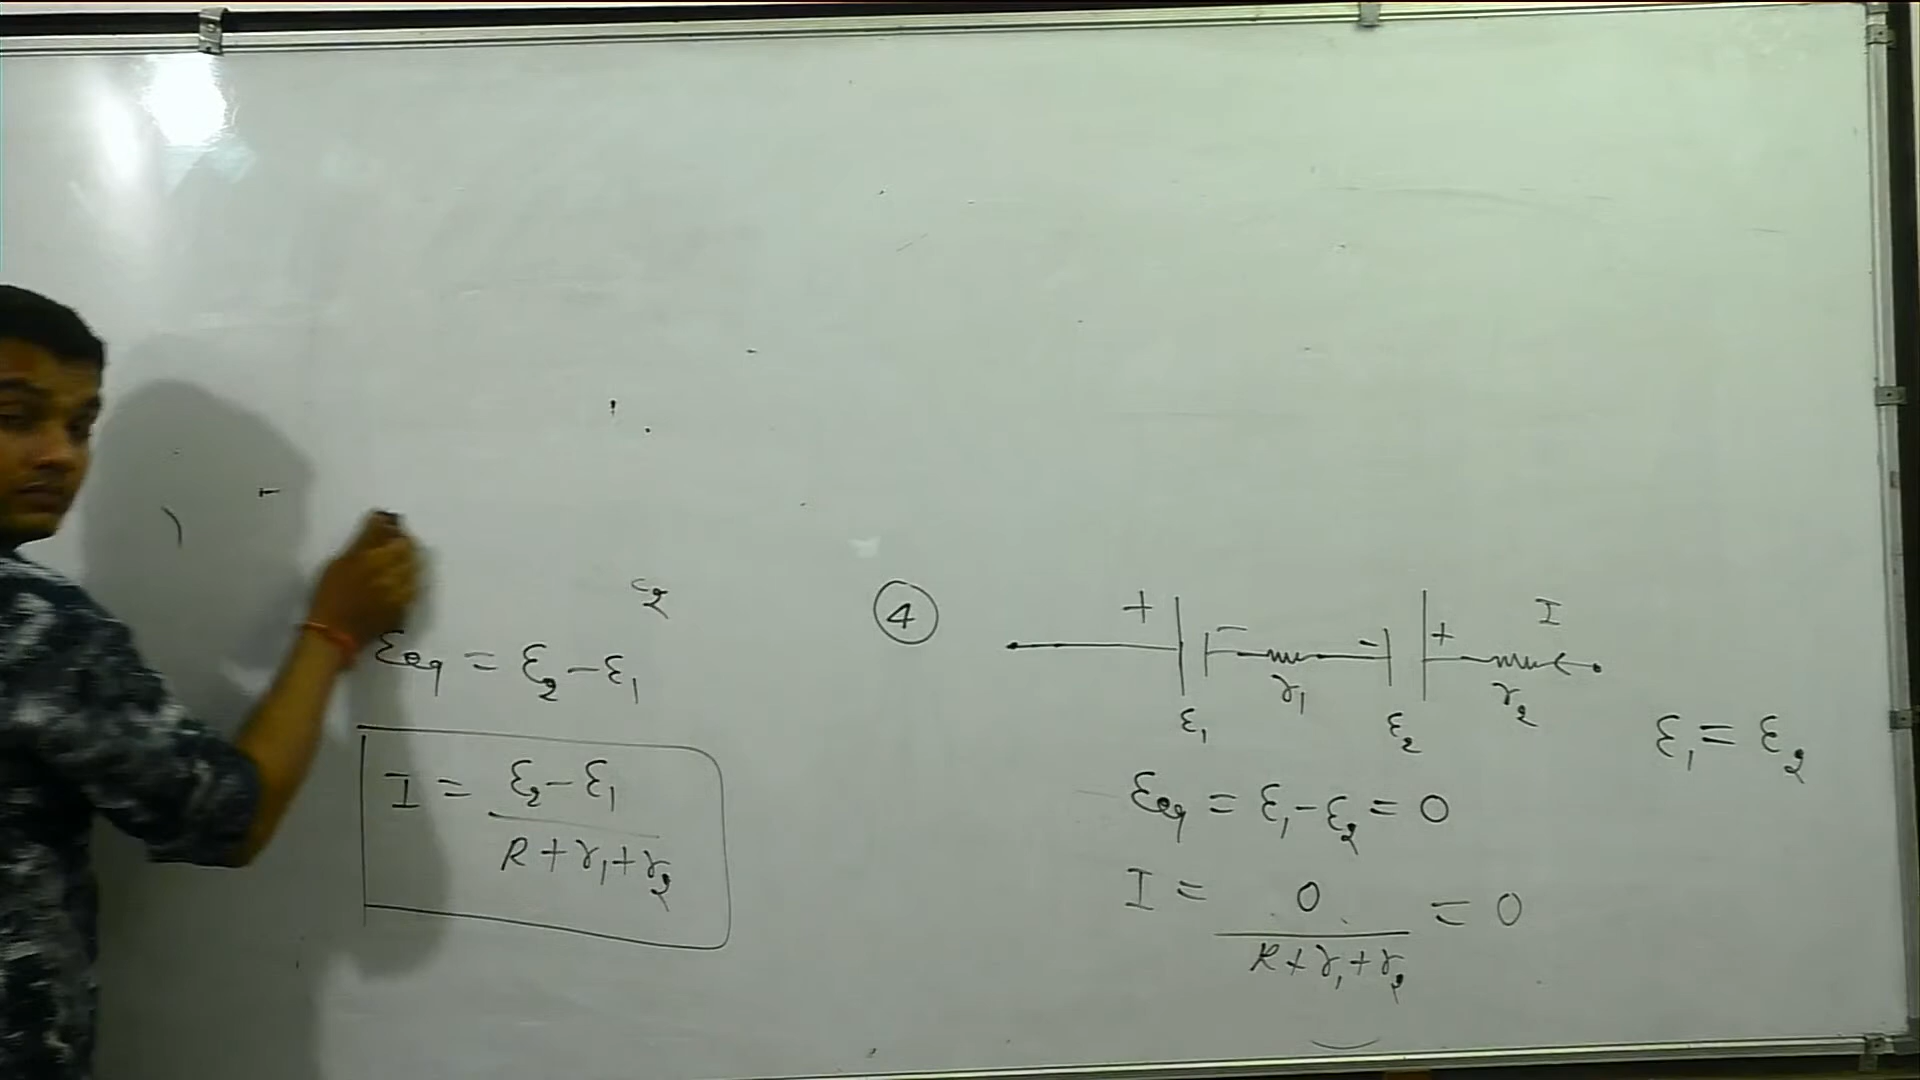 2
εeq = ε2 - ε1
I = ε2 - ε1 / R + r1 + r2
4
+ - - + I
r1 r2
ε1 ε2
ε1 = ε2
εeq = ε1 - ε2 = 0
I = 0 / R + r1 + r2 = 0